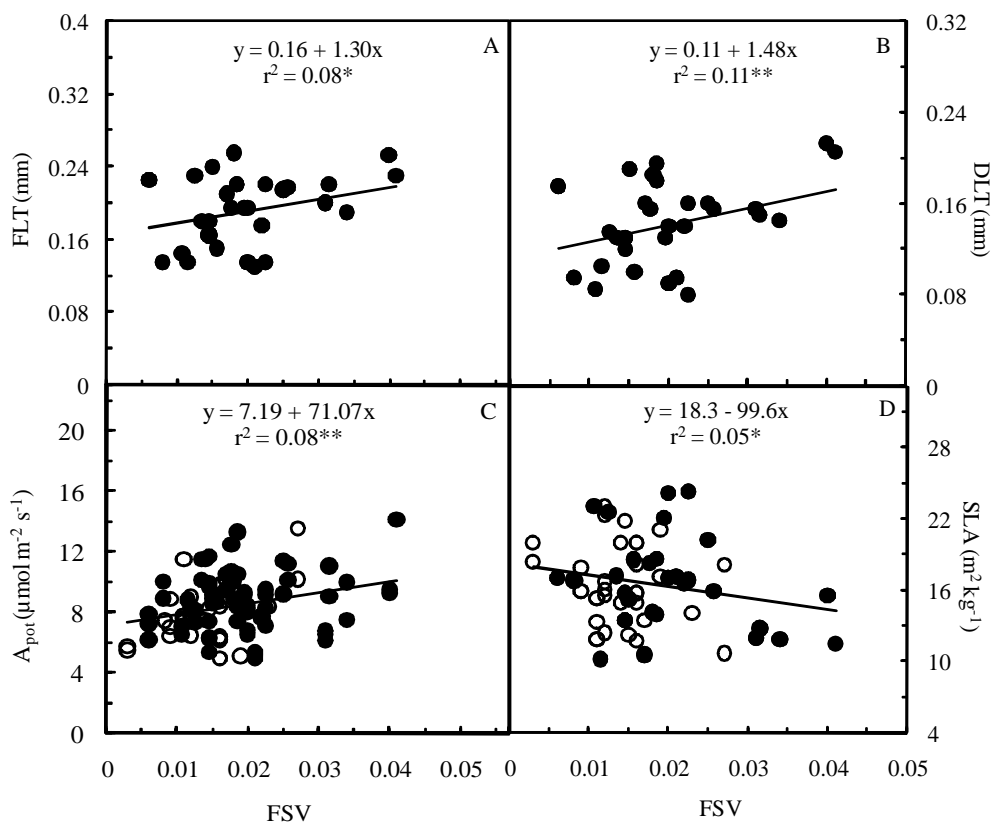 0.4
0.32
0.24
0.16
0.08
0
FLT (mm)
y = 0.16 + 1.30x
r² = 0.08*
A
y = 0.11 + 1.48x
r² = 0.11**
B
0.32
0.24
0.16
0.08
0
DLT (mm)
20
16
12
8
4
0
A_pot (µmol m⁻² s⁻¹)
y = 7.19 + 71.07x
r² = 0.08**
C
y = 18.3 - 99.6x
r² = 0.05*
D
28
22
16
10
4
SLA (m² kg⁻¹)
0 0.01 0.02 0.03 0.04 0.05
0 0.01 0.02 0.03 0.04 0.05
FSV
FSV